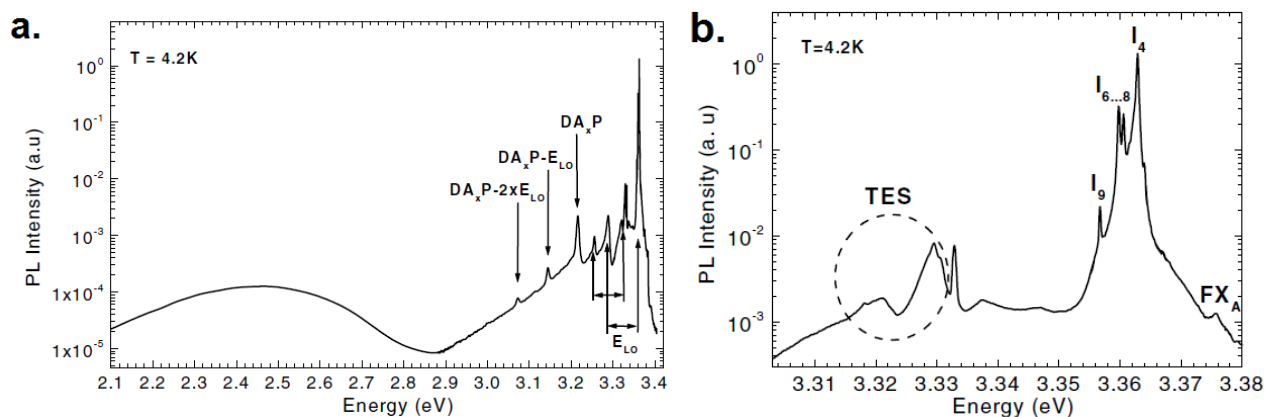 a.
T = 4.2K
10⁰
10⁻¹
10⁻²
10⁻³
1x10⁻⁴
1x10⁻⁵
PL Intensity (a.u)
DAₓP
DAₓP-E_LO
DAₓP-2xE_LO
E_LO
2.1 2.2 2.3 2.4 2.5 2.6 2.7 2.8 2.9 3.0 3.1 3.2 3.3 3.4
Energy (eV)
b.
T=4.2K
10⁰
10⁻¹
10⁻²
10⁻³
PL Intensity (a. u)
I₄
I₆...₈
I₉
TES
FX_A
3.31 3.32 3.33 3.34 3.35 3.36 3.37 3.38
Energy (eV)